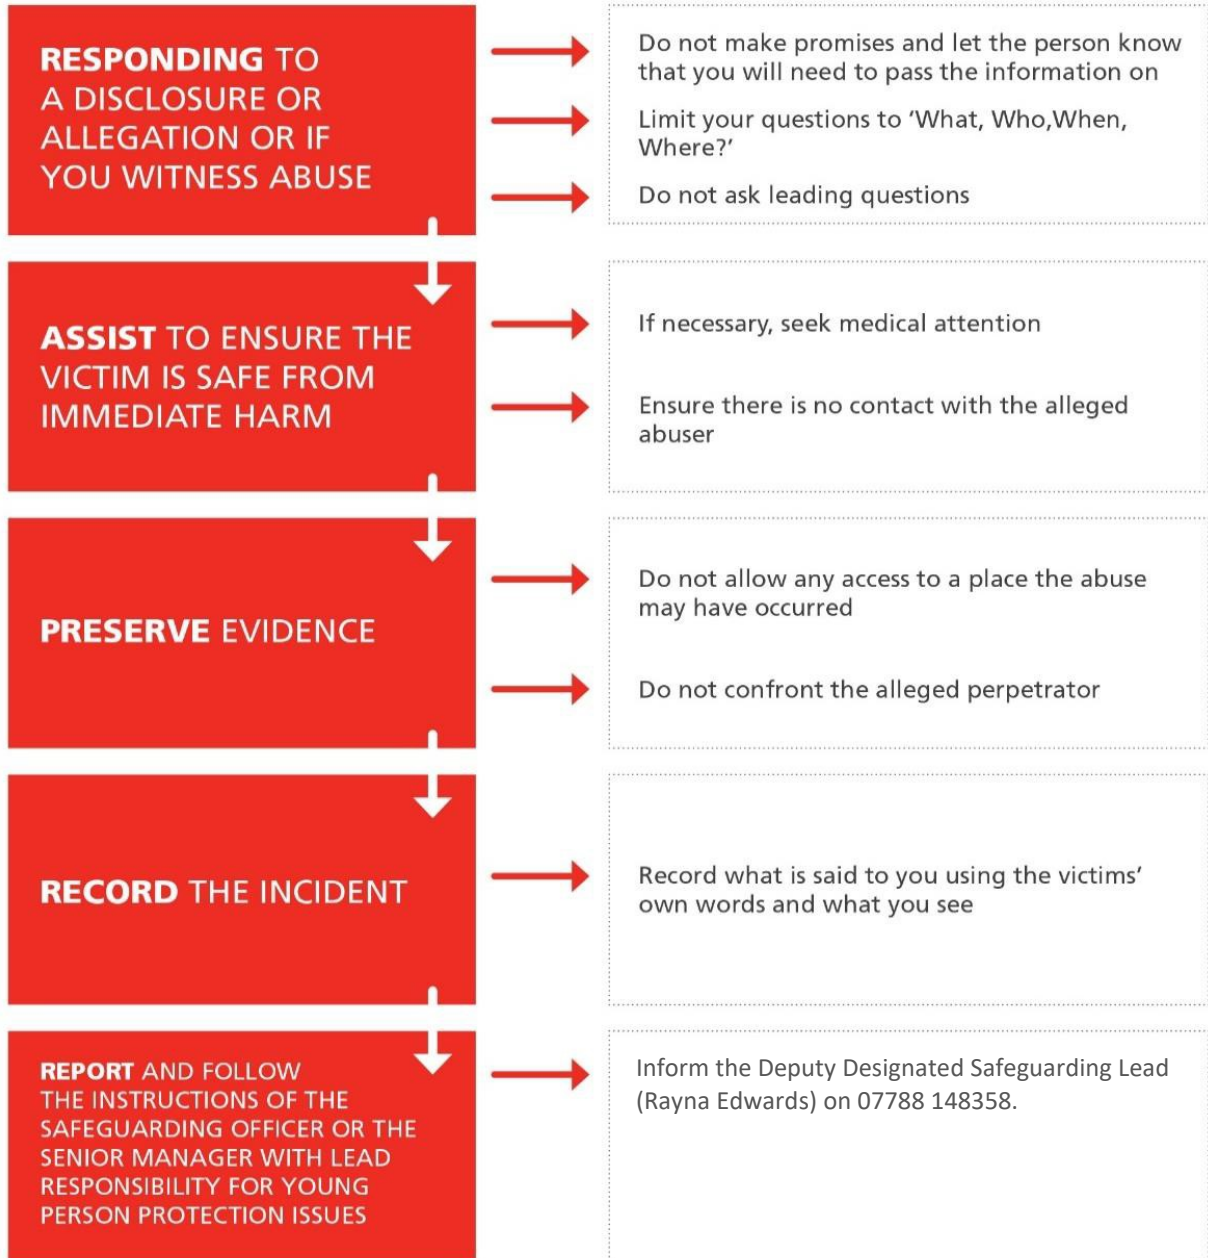 RESPONDING TO
A DISCLOSURE OR
ALLEGATION OR IF
YOU WITNESS ABUSE
Do not make promises and let the person know
that you will need to pass the information on
Limit your questions to ‘What, Who,When,
Where?’
Do not ask leading questions
ASSIST TO ENSURE THE
VICTIM IS SAFE FROM
IMMEDIATE HARM
If necessary, seek medical attention
Ensure there is no contact with the alleged
abuser
PRESERVE EVIDENCE
Do not allow any access to a place the abuse
may have occurred
Do not confront the alleged perpetrator
RECORD THE INCIDENT
Record what is said to you using the victims’
own words and what you see
REPORT AND FOLLOW
THE INSTRUCTIONS OF THE
SAFEGUARDING OFFICER OR THE
SENIOR MANAGER WITH LEAD
RESPONSIBILITY FOR YOUNG
PERSON PROTECTION ISSUES
Inform the Deputy Designated Safeguarding Lead
(Rayna Edwards) on 07788 148358.